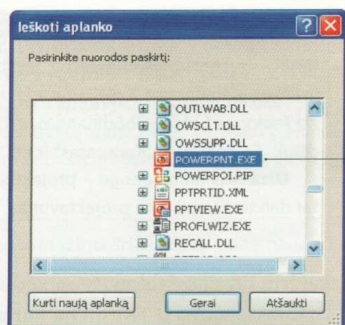 Ieškoti aplanko
Pasirinkite nuorodos paskirtį:
OUTLWAB.DLL
OWSCLT.DLL
OWSSUPP.DLL
POWERPNT.EXE
POWERPOI.PIP
PPTPRTID.XML
PPTVIEW.EXE
PROFLWIZ.EXE
RECALL.DLL
Kurti naują aplanką
Gerai
Atšaukti